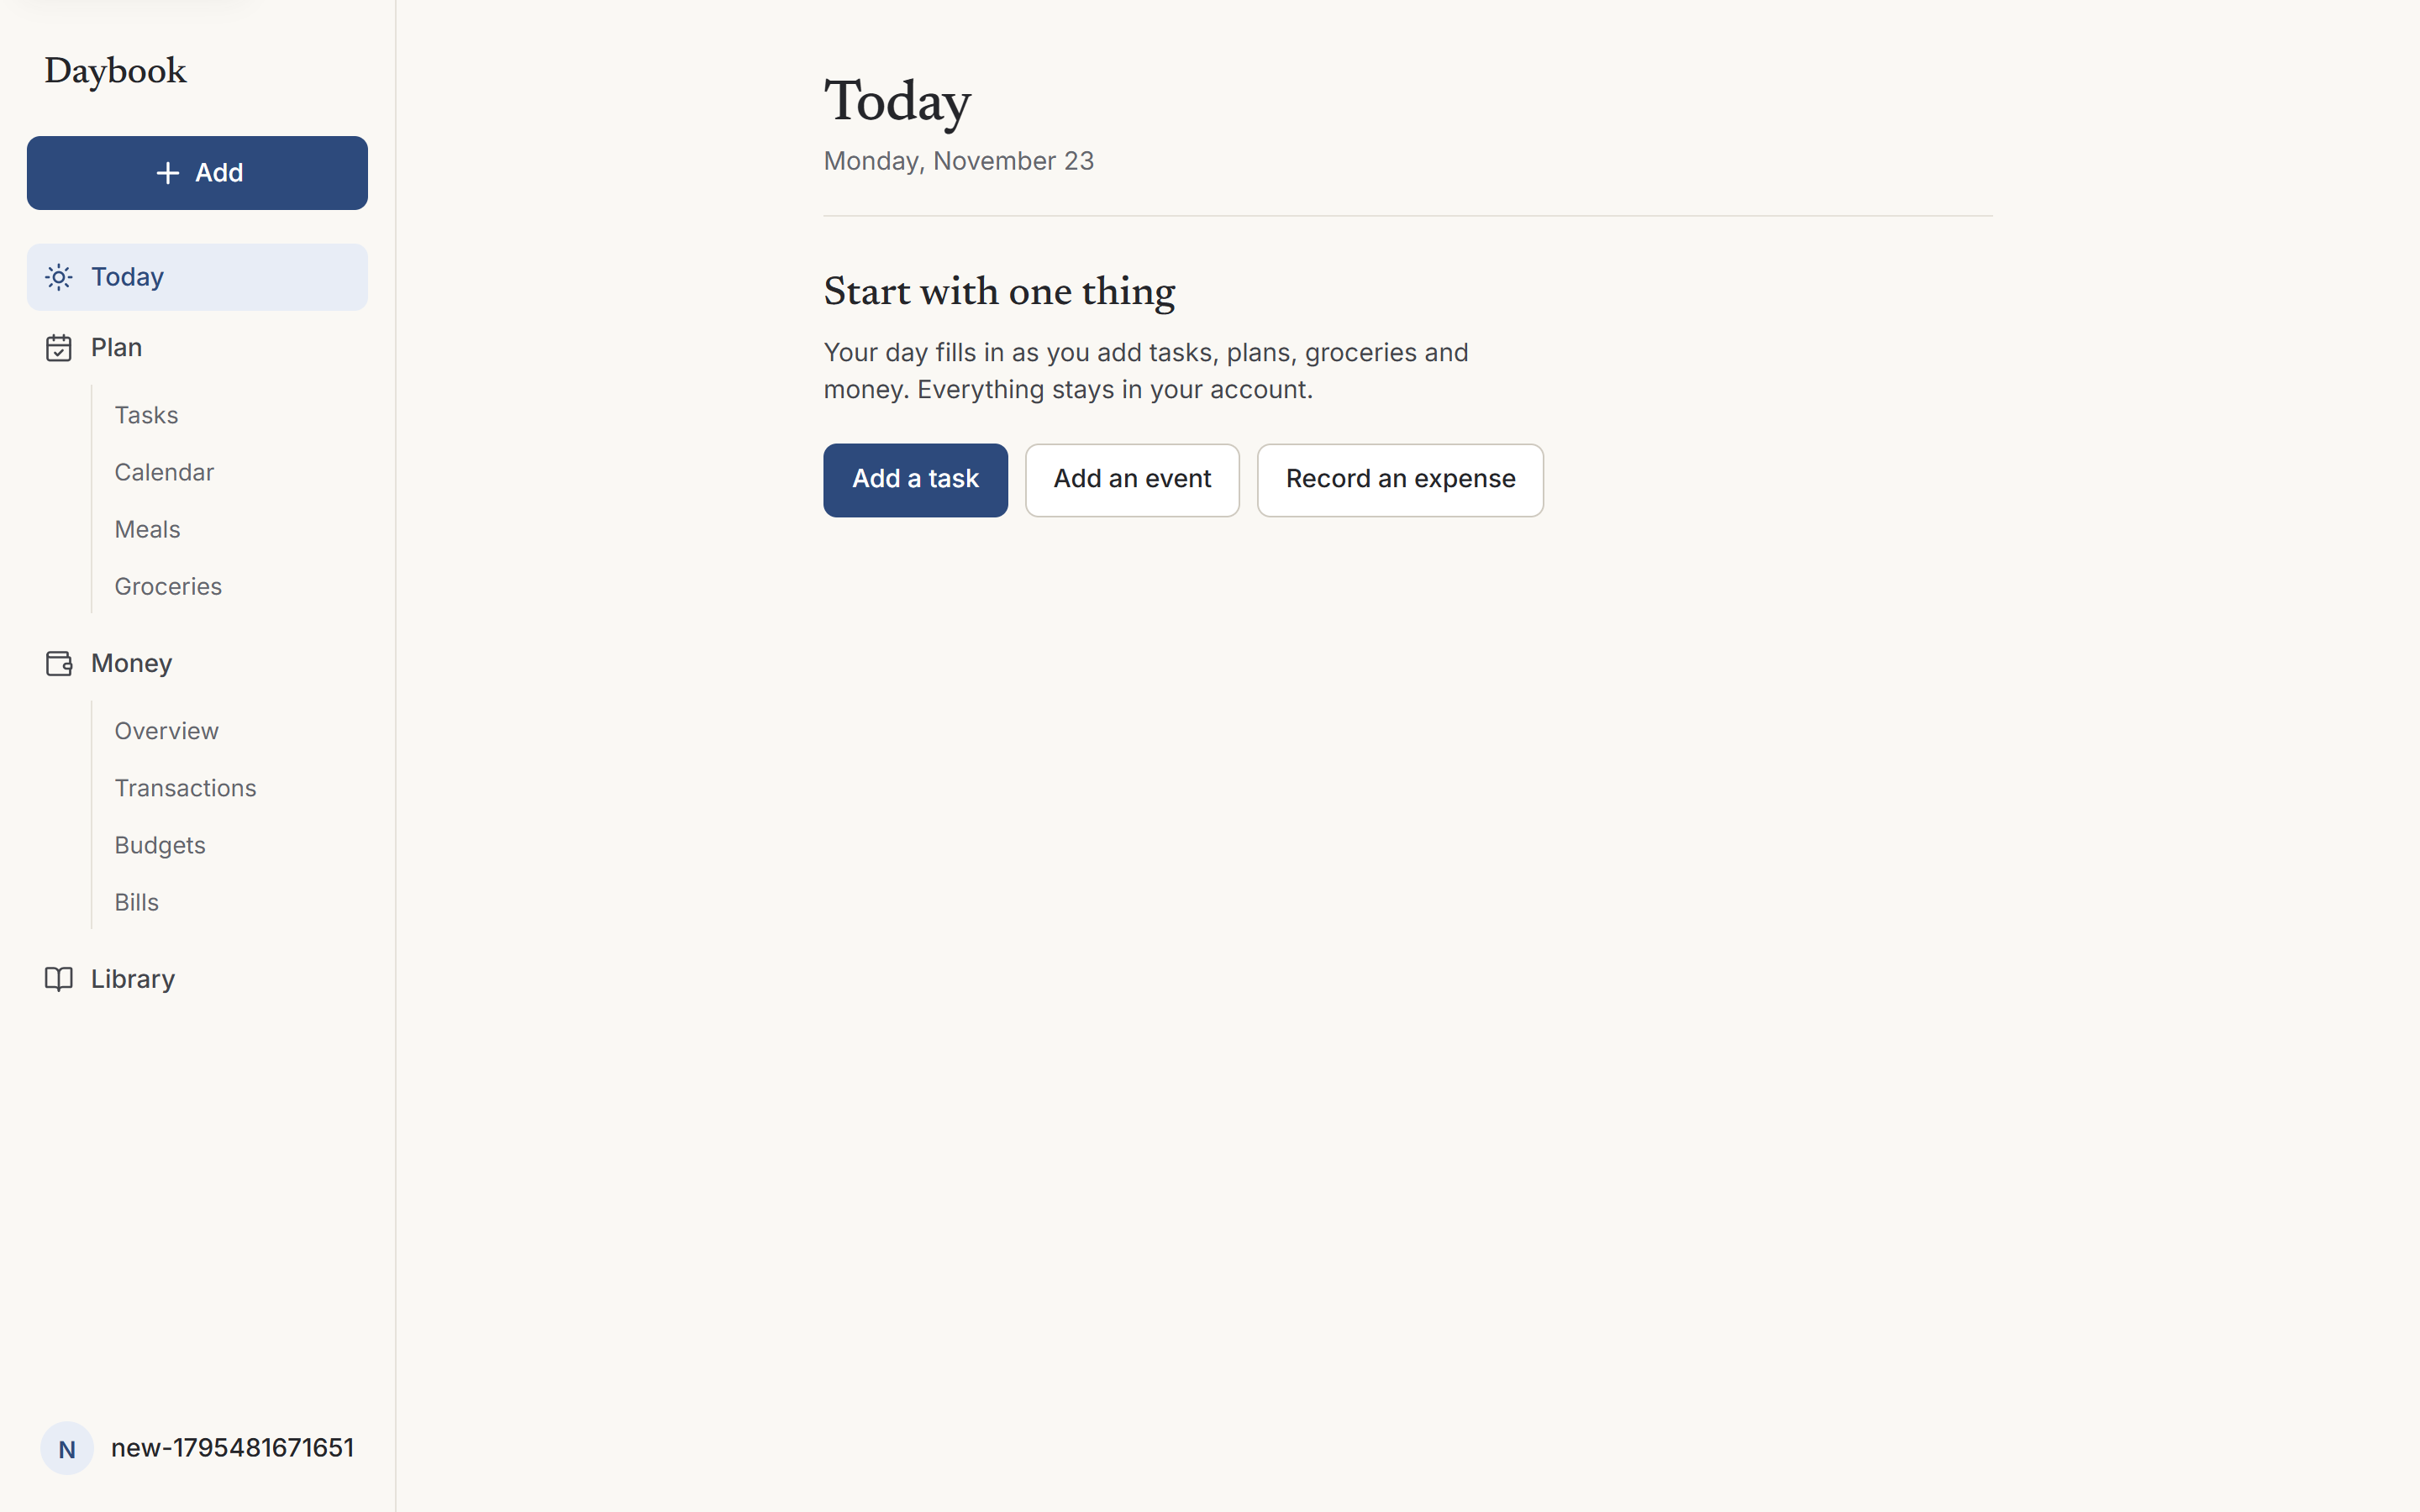 Daybook
Add
Today
Plan
Tasks
Calendar
Meals
Groceries
Money
Overview
Transactions
Budgets
Bills
Library
N
new-1795481671651
Today
Monday, November 23
Start with one thing
Your day fills in as you add tasks, plans, groceries and
money. Everything stays in your account.
Add a task
Add an event
Record an expense